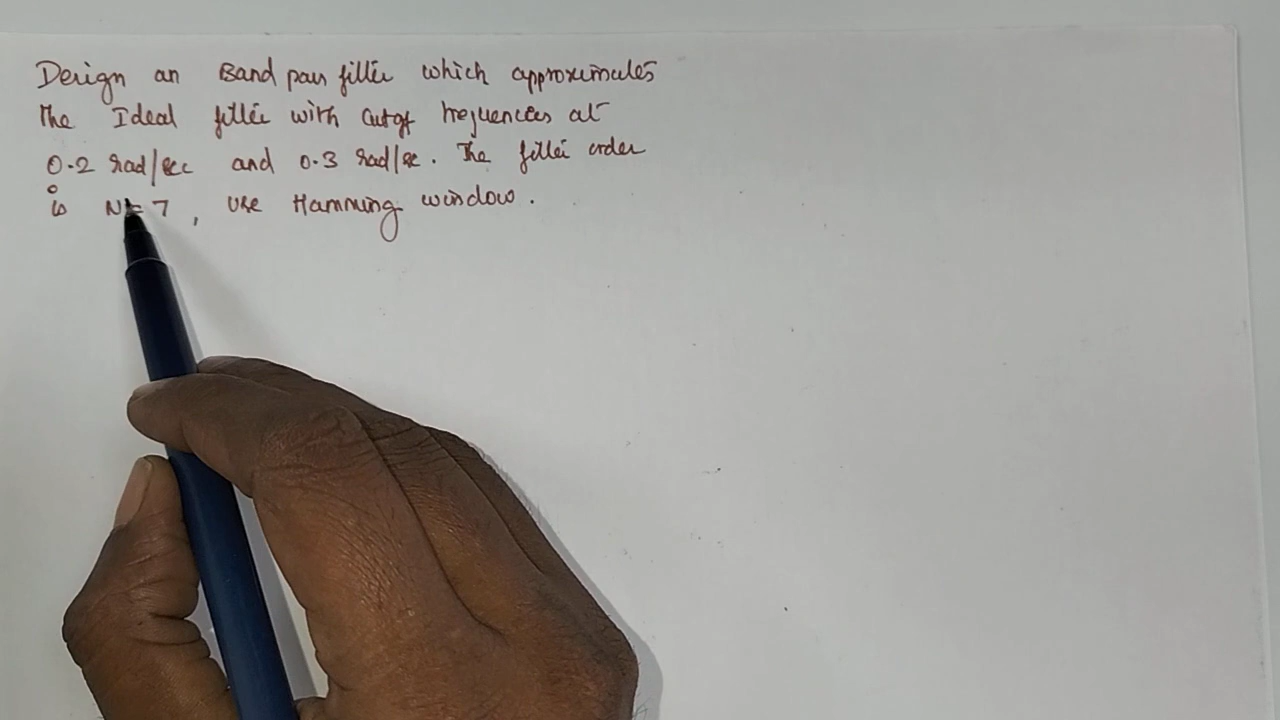 Design an Band pass filter which approximates
the Ideal filter with cutoff frequencies at
0.2 rad/sec and 0.3 rad/sec. The filter order
is N = 7, use Hamming window.